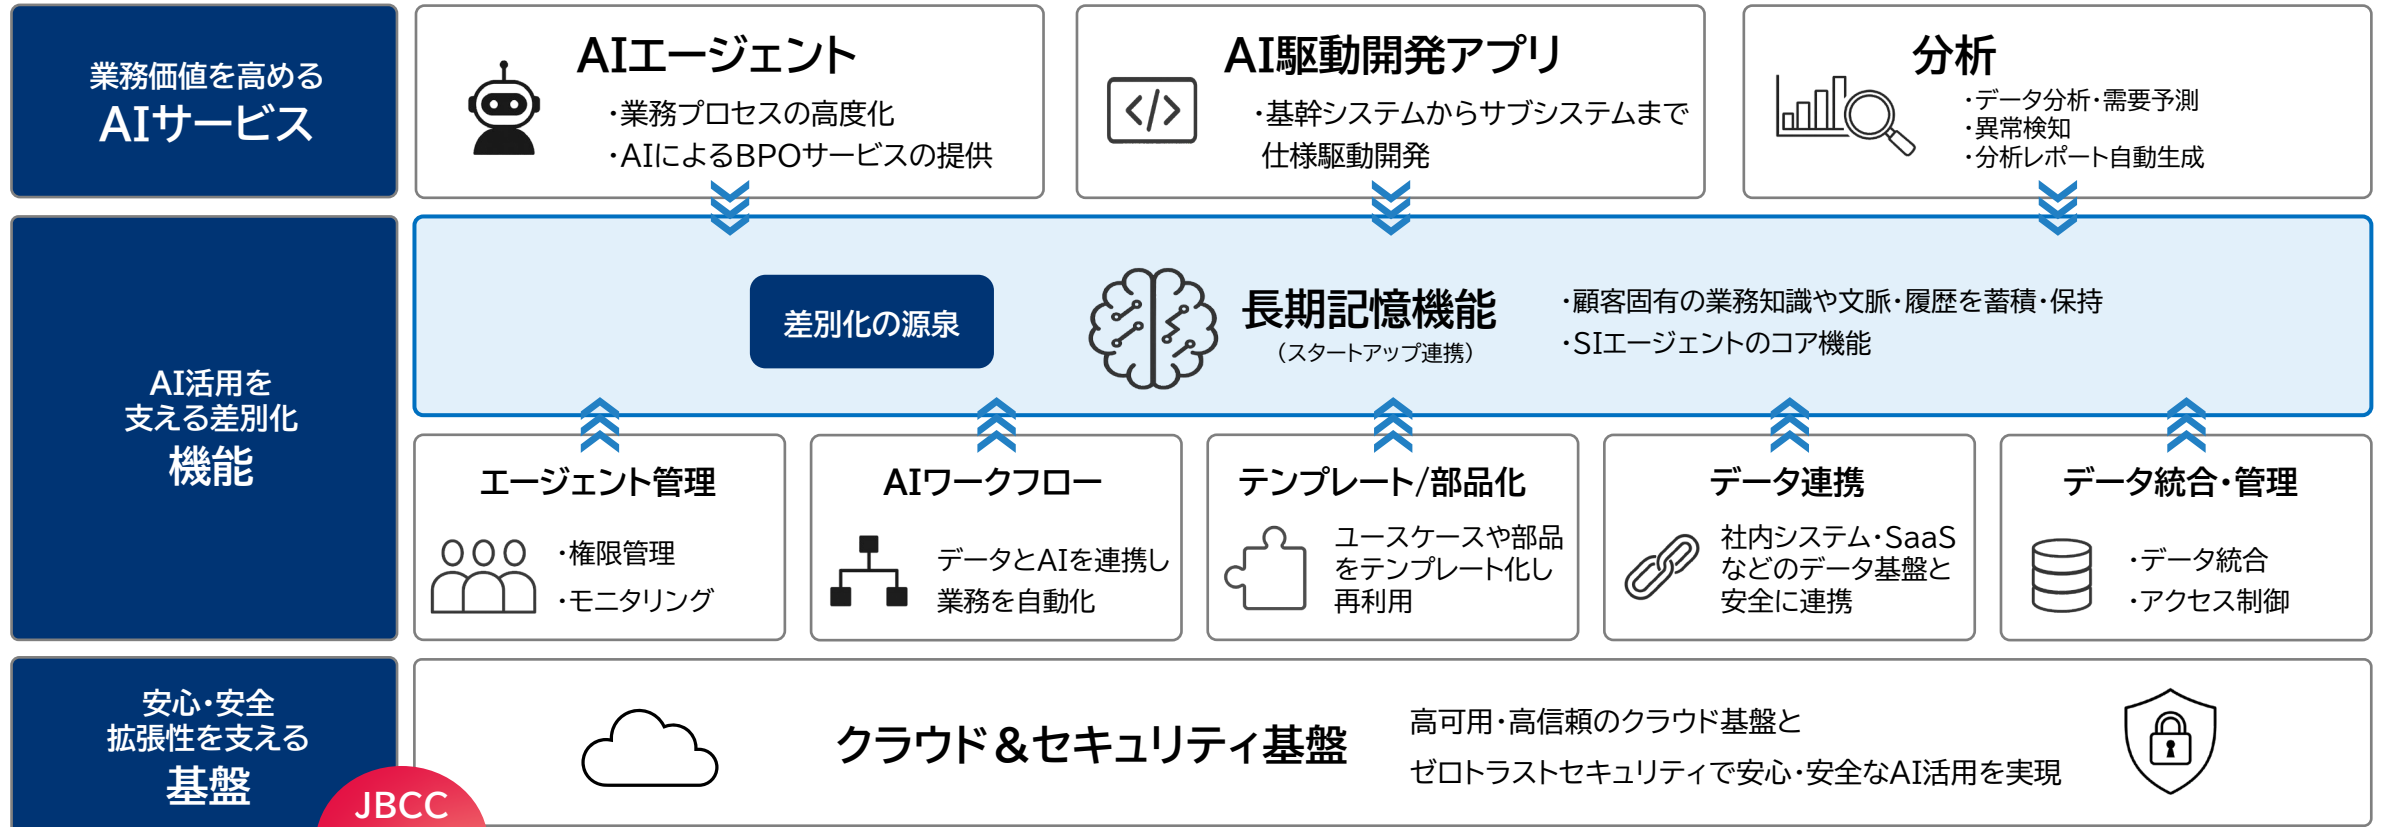 業務価値を高める
AIサービス
AIエージェント
・業務プロセスの高度化
・AIによるBPOサービスの提供
AI駆動開発アプリ
・基幹システムからサブシステムまで
仕様駆動開発
分析
・データ分析・需要予測
・異常検知
・分析レポート自動生成
AI活用を
支える差別化
機能
差別化の源泉
長期記憶機能
（スタートアップ連携）
・顧客固有の業務知識や文脈・履歴を蓄積・保持
・SIエージェントのコア機能
エージェント管理
・権限管理
・モニタリング
AIワークフロー
データとAIを連携し
業務を自動化
テンプレート/部品化
ユースケースや部品
をテンプレート化し
再利用
データ連携
社内システム・SaaS
などのデータ基盤と
安全に連携
データ統合・管理
・データ統合
・アクセス制御
安心・安全
拡張性を支える
基盤
JBCC
クラウド＆セキュリティ基盤
高可用・高信頼のクラウド基盤と
ゼロトラストセキュリティで安心・安全なAI活用を実現